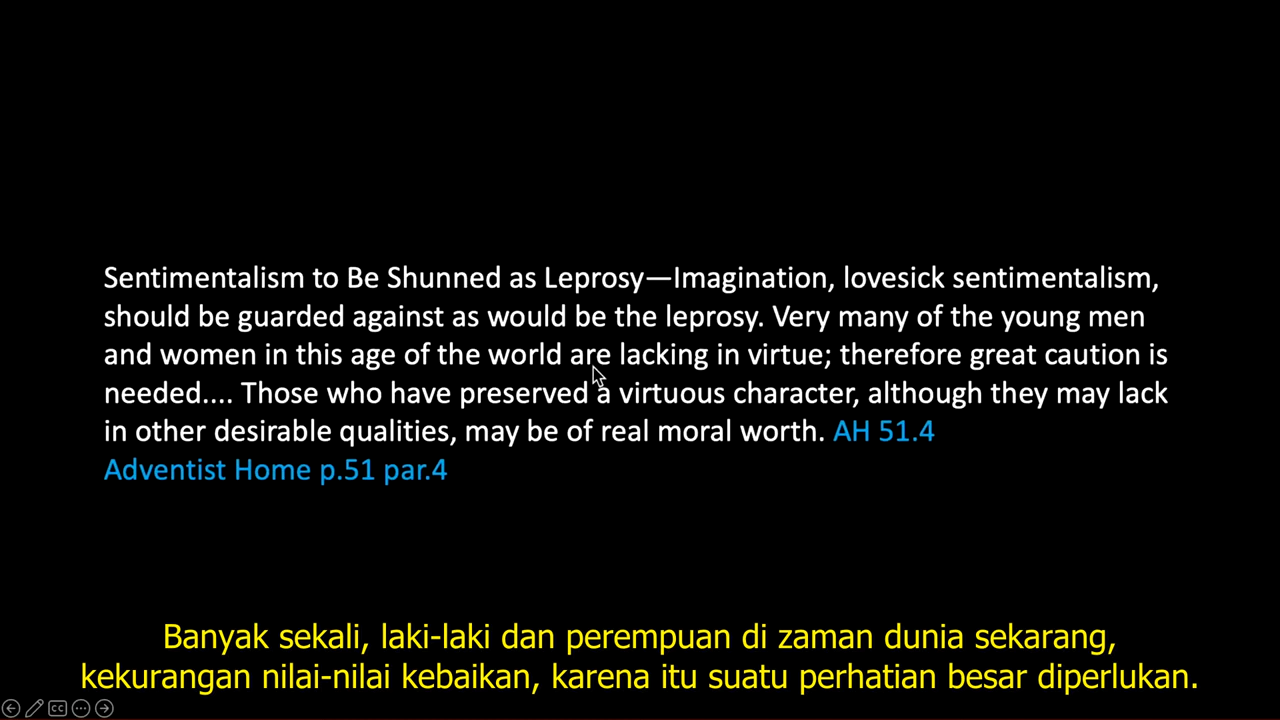 Sentimentalism to Be Shunned as Leprosy—Imagination, lovesick sentimentalism,
should be guarded against as would be the leprosy. Very many of the young men
and women in this age of the world are lacking in virtue; therefore great caution is
needed.... Those who have preserved a virtuous character, although they may lack
in other desirable qualities, may be of real moral worth. AH 51.4
Adventist Home p.51 par.4
Banyak sekali, laki-laki dan perempuan di zaman dunia sekarang,
kekurangan nilai-nilai kebaikan, karena itu suatu perhatian besar diperlukan.
CC